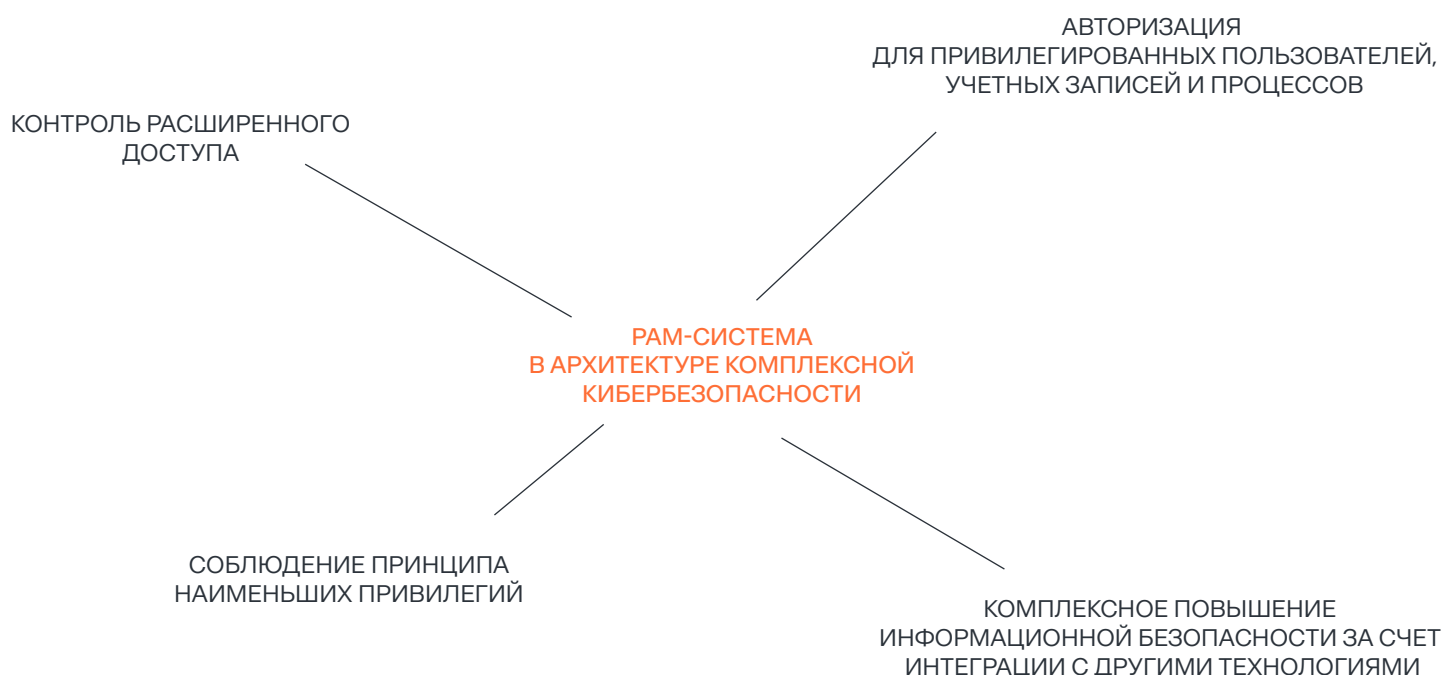 АВТОРИЗАЦИЯ
ДЛЯ ПРИВИЛЕГИРОВАННЫХ ПОЛЬЗОВАТЕЛЕЙ,
УЧЕТНЫХ ЗАПИСЕЙ И ПРОЦЕССОВ
КОНТРОЛЬ РАСШИРЕННОГО
ДОСТУПА
PAM-СИСТЕМА
В АРХИТЕКТУРЕ КОМПЛЕКСНОЙ
КИБЕРБЕЗОПАСНОСТИ
СОБЛЮДЕНИЕ ПРИНЦИПА
НАИМЕНЬШИХ ПРИВИЛЕГИЙ
КОМПЛЕКСНОЕ ПОВЫШЕНИЕ
ИНФОРМАЦИОННОЙ БЕЗОПАСНОСТИ ЗА СЧЕТ
ИНТЕГРАЦИИ С ДРУГИМИ ТЕХНОЛОГИЯМИ